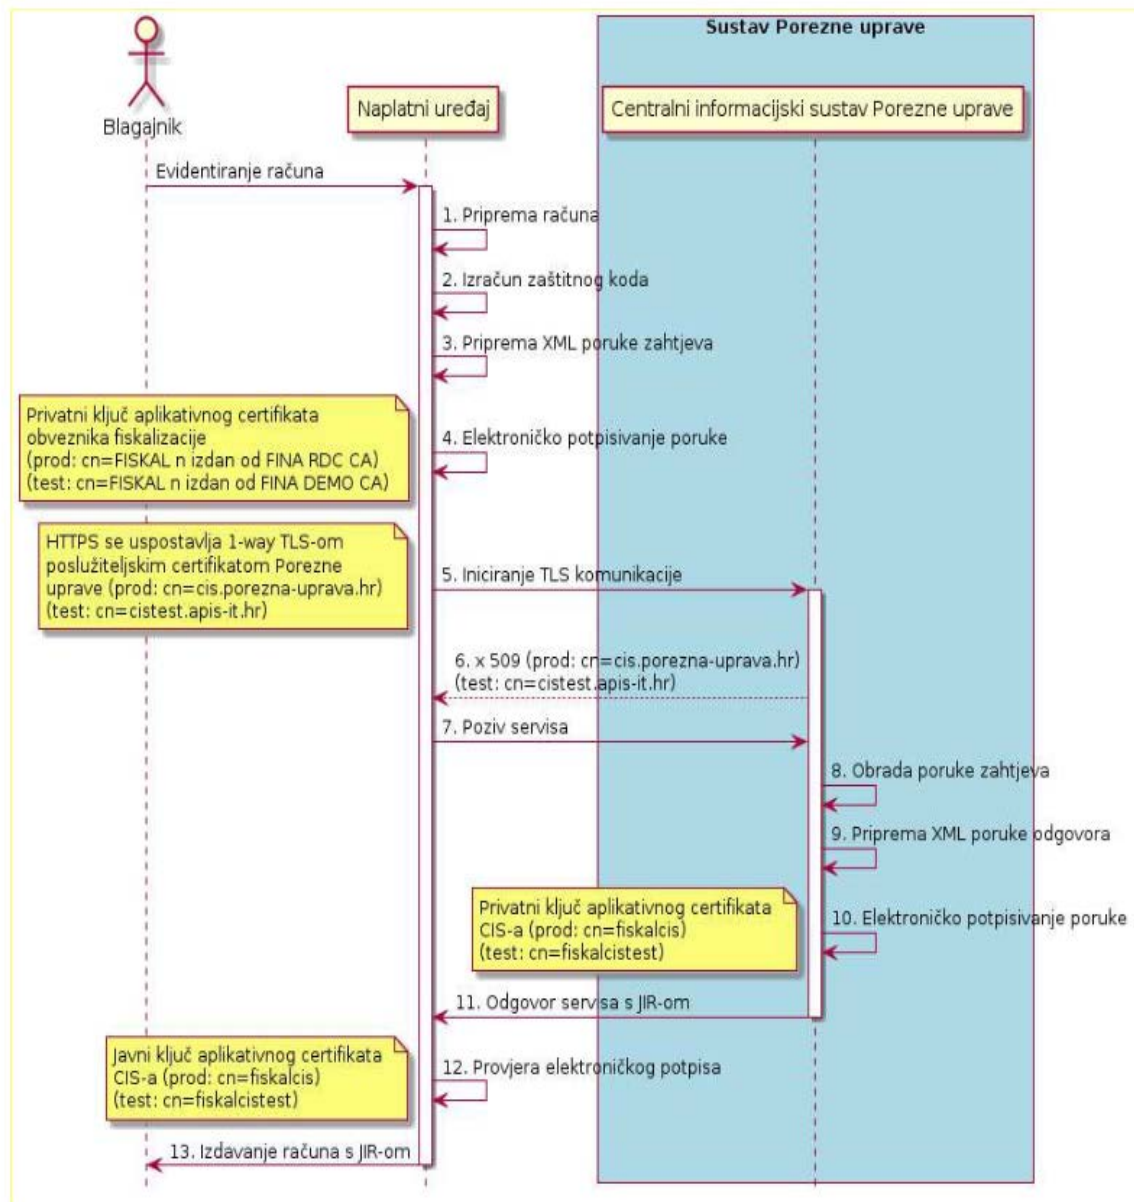 Sustav Porezne uprave
Blagajnik
Naplatni uređaj
Centralni informacijski sustav Porezne uprave
Evidentiranje računa
1. Priprema računa
2. Izračun zaštitnog koda
3. Priprema XML poruke zahtjeva
Privatni ključ aplikativnog certifikata
obveznika fiskalizacije
(prod: cn=FISKAL n izdan od FINA RDC CA)
(test: cn=FISKAL n izdan od FINA DEMO CA)
4. Elektroničko potpisivanje poruke
HTTPS se uspostavlja 1-way TLS-om
poslužiteljskim certifikatom Porezne
uprave (prod: cn=cis.porezna-uprava.hr)
(test: cn=cistest.apis-it.hr)
5. Iniciranje TLS komunikacije
6. x 509 (prod: cn=cis.porezna-uprava.hr)
(test: cn=cistest.apis-it.hr)
7. Poziv servisa
8. Obrada poruke zahtjeva
9. Priprema XML poruke odgovora
Privatni ključ aplikativnog certifikata
CIS-a (prod: cn=fiskalcis)
(test: cn=fiskalcistest)
10. Elektroničko potpisivanje poruke
11. Odgovor servisa s JIR-om
Javni ključ aplikativnog certifikata
CIS-a (prod: cn=fiskalcis)
(test: cn=fiskalcistest)
12. Provjera elektroničkog potpisa
13. Izdavanje računa s JIR-om